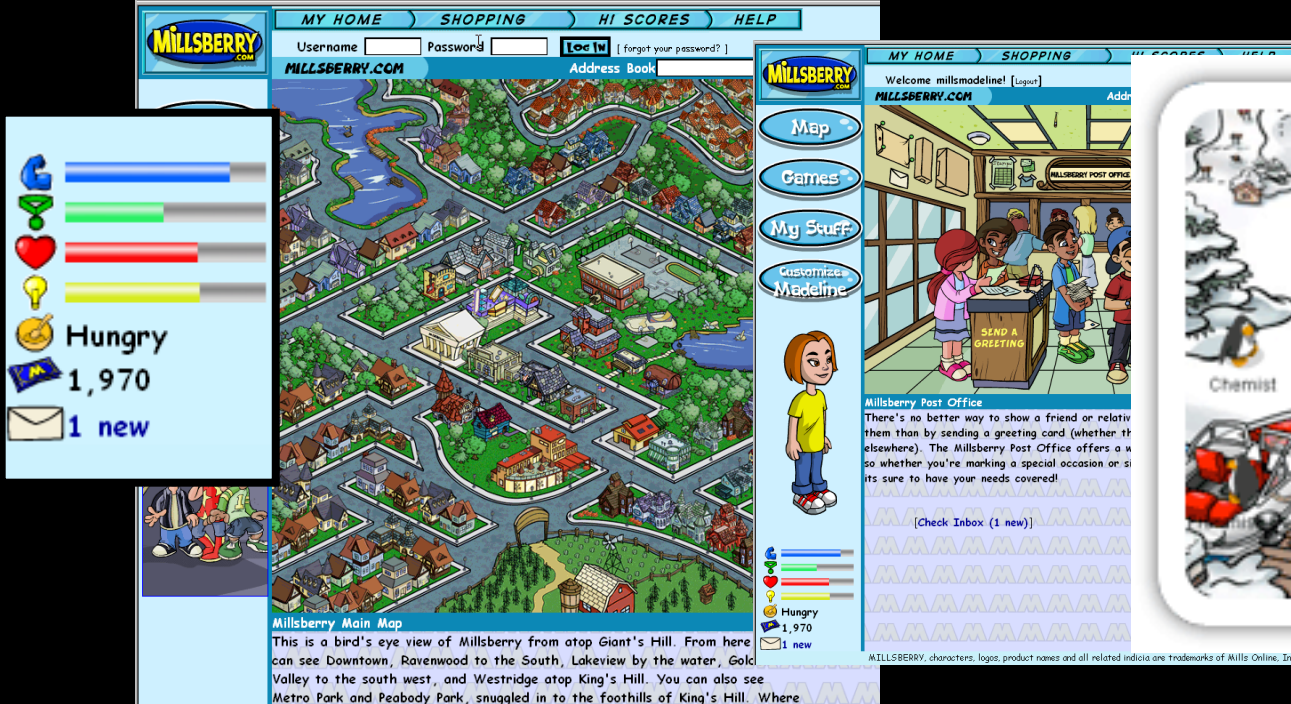 MILLSBERRY
.COM
MY HOME
SHOPPING
HI SCORES
HELP
Username
Password
LOG IN
[ forgot your password? ]
MILLSBERRY.COM
Address Book
Hungry
1,970
1 new
Millsberry Main Map
This is a bird's eye view of Millsberry from atop Giant's Hill. From here
can see Downtown, Ravenwood to the South, Lakeview by the water, Gold
Valley to the south west, and Westridge atop King's Hill. You can also see
Metro Park and Peabody Park, snuggled in to the foothills of King's Hill. Where
MILLSBERRY
.COM
MY HOME
SHOPPING
HI SCORES
HELP
Welcome millsmadeline! [Logout]
MILLSBERRY.COM
Addr
Map
Games
My Stuff
Customize
Madeline
MILLSBERRY POST OFFICE
SEND A
GREETING
Millsberry Post Office
There's no better way to show a friend or relativ
them than by sending a greeting card (whether th
elsewhere). The Millsberry Post Office offers a w
so whether you're marking a special occasion or si
its sure to have your needs covered!
[Check Inbox (1 new)]
Hungry
1,970
1 new
MILLSBERRY, characters, logos, product names and all related indicia are trademarks of Mills Online, In
Chemist